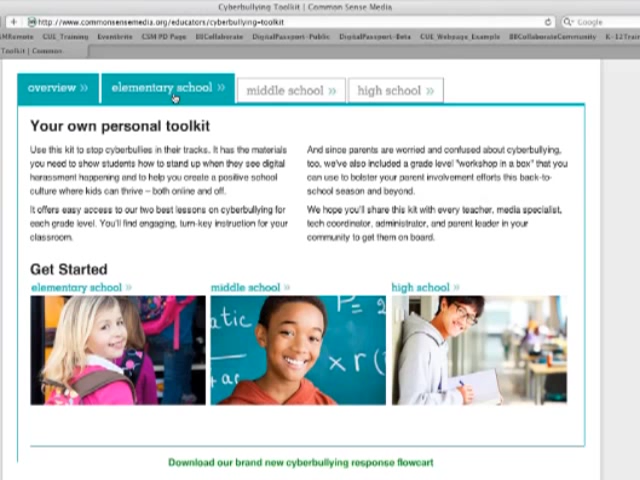 Cyberbullying Toolkit | Common Sense Media
http://www.commonsensemedia.org/educators/cyberbullying-toolkit
Google
SMRemote CUE_Training Eventbrite CSM PD Page BBCollaborate DigitalPassport-Public DigitalPassport-Beta CUE_Webpage_Example BBCollaborateCommunity
Toolkit | Common...
overview »
elementary school »
middle school »
high school »
Your own personal toolkit
Use this kit to stop cyberbullies in their tracks. It has the materials
you need to show students how to stand up when they see digital
harassment happening and to help you create a positive school
culture where kids can thrive – both online and off.
It offers easy access to our two best lessons on cyberbullying for
each grade level. You'll find engaging, turn-key instruction for your
classroom.
And since parents are worried and confused about cyberbullying,
too, we've also included a grade level "workshop in a box" that you
can use to bolster your parent involvement efforts this back-to-
school season and beyond.
We hope you'll share this kit with every teacher, media specialist,
tech coordinator, administrator, and parent leader in your
community to get them on board.
Get Started
elementary school »
middle school »
high school »
Download our brand new cyberbullying response flowcart